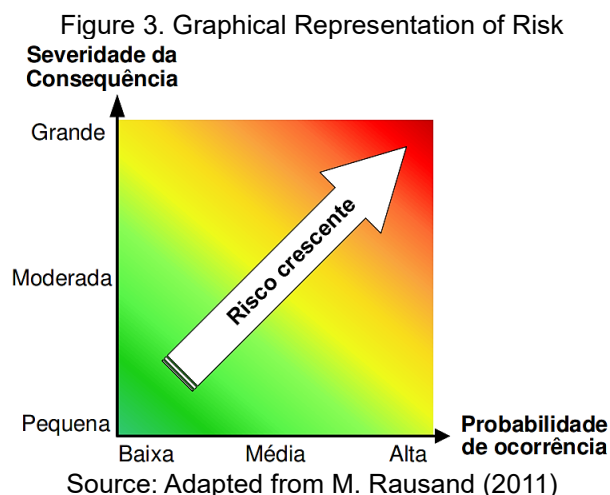 Figure 3. Graphical Representation of Risk
Severidade da
Consequência
Grande
Moderada
Pequena
Risco crescente
Baixa
Média
Alta
Probabilidade
de ocorrência
Source: Adapted from M. Rausand (2011)